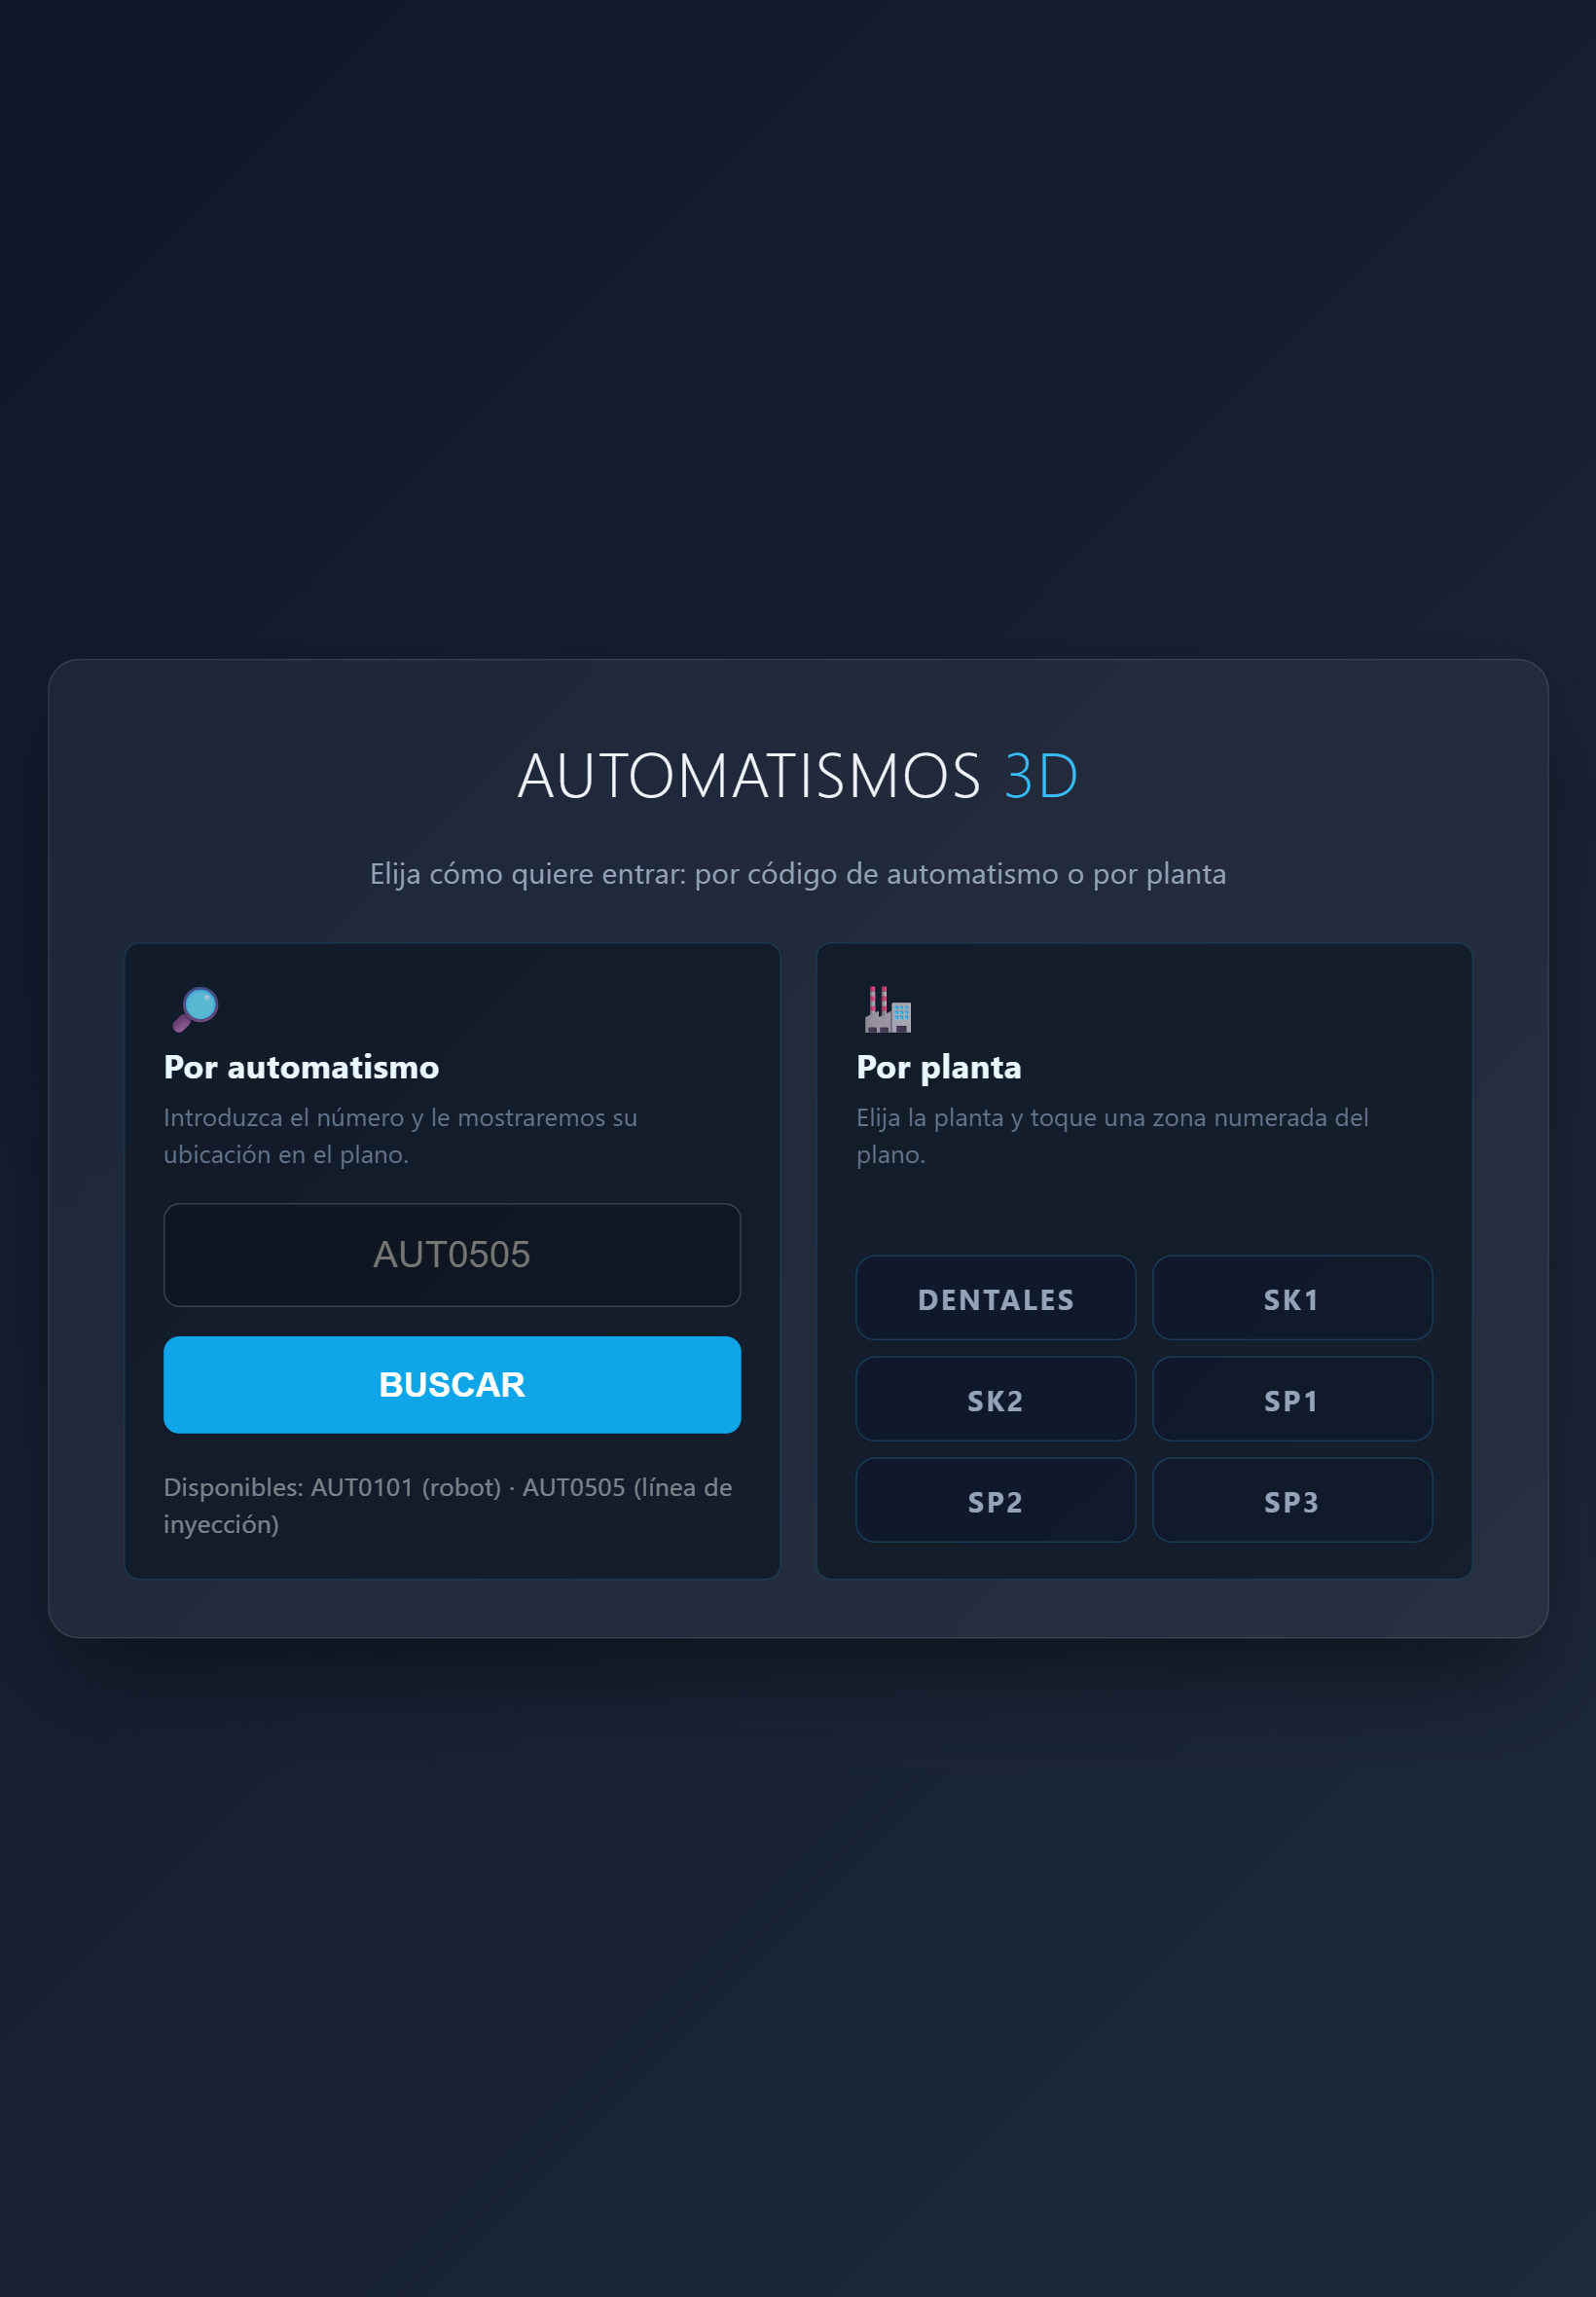 AUTOMATISMOS 3D
Elija cómo quiere entrar: por código de automatismo o por planta
Por automatismo
Introduzca el número y le mostraremos su
ubicación en el plano.
AUT0505
BUSCAR
Disponibles: AUT0101 (robot) · AUT0505 (línea de
inyección)
Por planta
Elija la planta y toque una zona numerada del
plano.
DENTALES
SK1
SK2
SP1
SP2
SP3